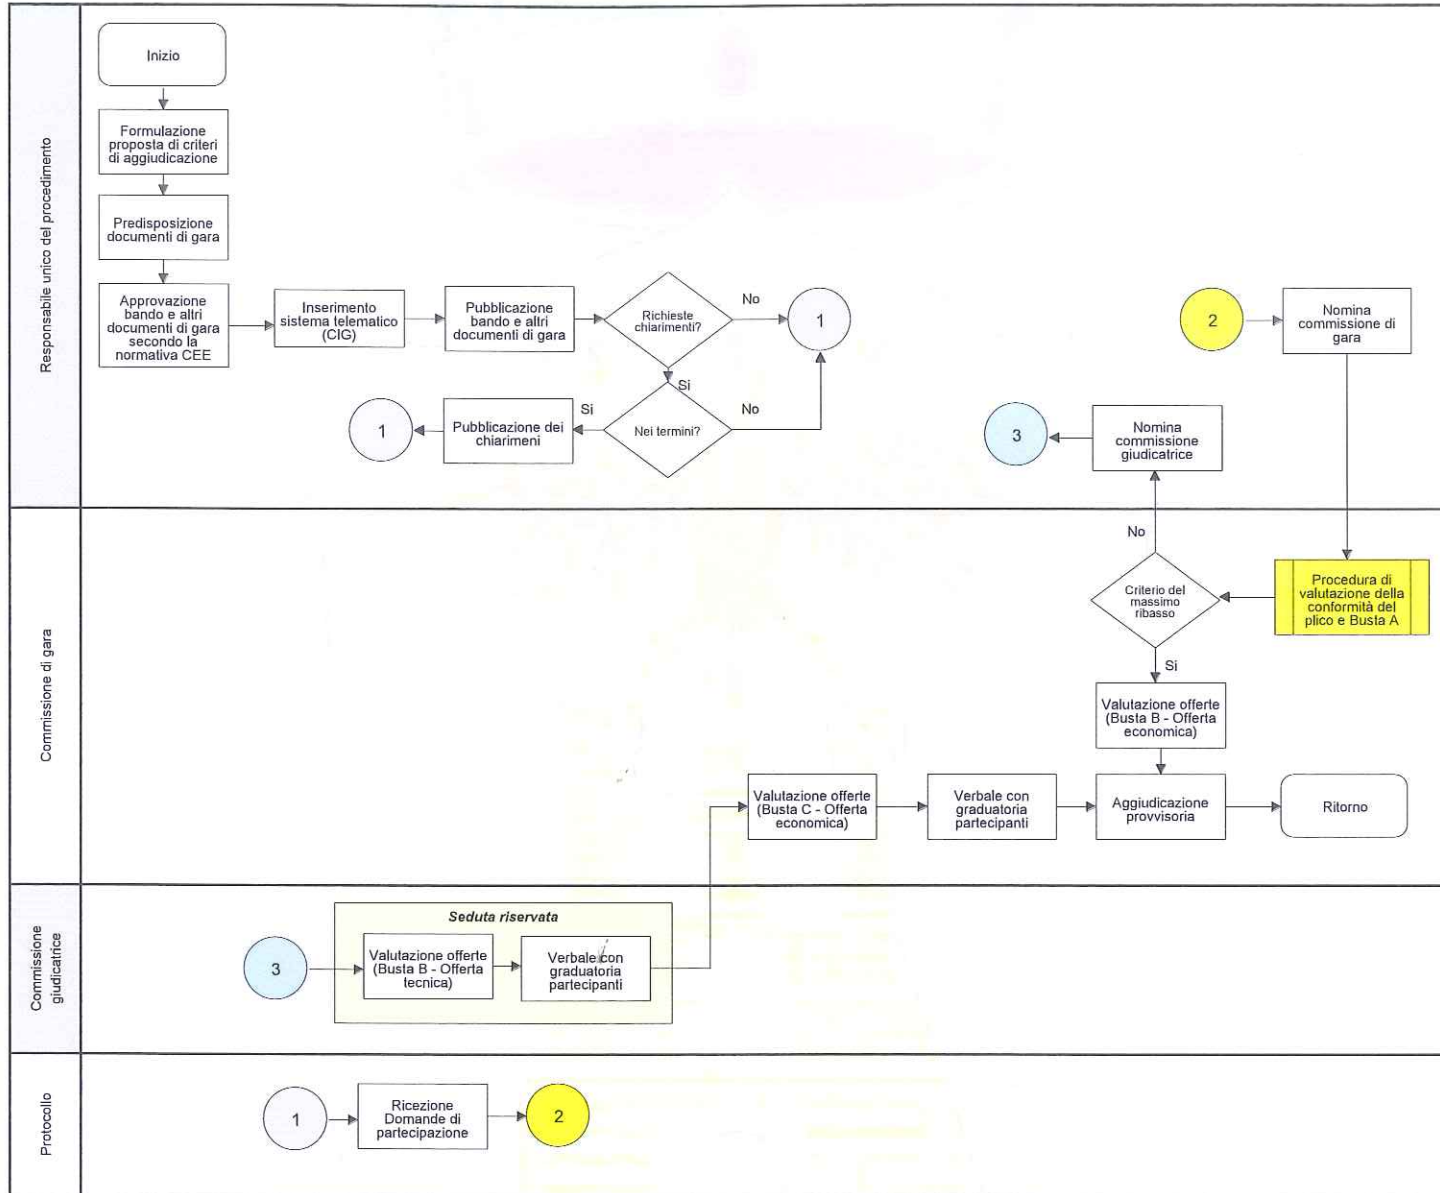 Responsabile unico del procedimento
Inizio
Formulazione
proposta di criteri
di aggiudicazione
Predisposizione
documenti di gara
Approvazione
bando e altri
documenti di gara
secondo la
normativa CEE
Inserimento
sistema telematico
(CIG)
Pubblicazione
bando e altri
documenti di gara
Richieste
chiarimenti?
No
1
Si
Nei termini?
No
Si
Pubblicazione dei
chiarimeni
1
2
Nomina
commissione di
gara
Nomina
commissione
giudicatrice
3
Commissione di gara
No
Criterio del
massimo
ribasso
Procedura di
valutazione della
conformità del
plico e Busta A
Si
Valutazione offerte
(Busta B - Offerta
economica)
Valutazione offerte
(Busta C - Offerta
economica)
Verbale con
graduatoria
partecipanti
Aggiudicazione
provvisoria
Ritorno
Commissione
giudicatrice
Seduta riservata
3
Valutazione offerte
(Busta B - Offerta
tecnica)
Verbale con
graduatoria
partecipanti
Protocollo
1
Ricezione
Domande di
partecipazione
2